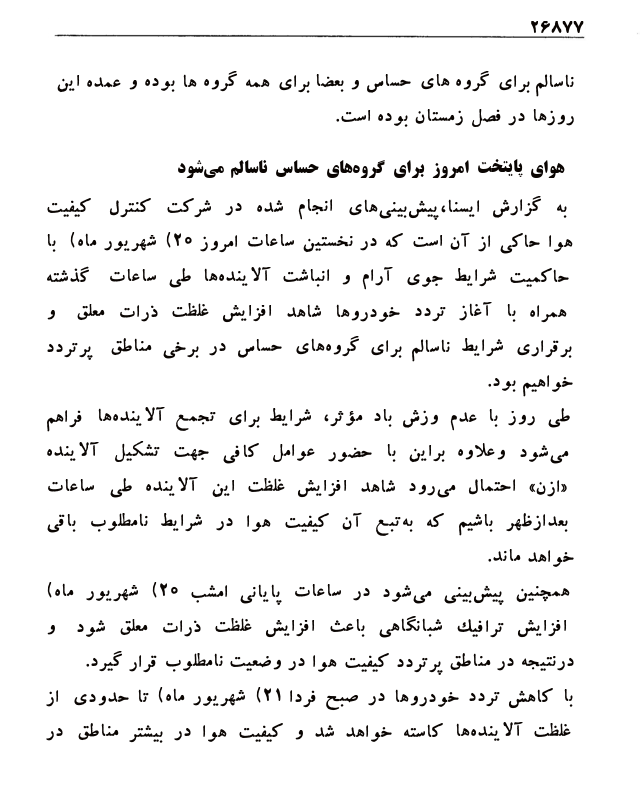 ۲۶۸۷۷
ناسالم برای گروه های حساس و بعضا برای همه گروه ها بوده و عمده این
روزها در فصل زمستان بوده است.
هوای پایتخت امروز برای گروه‌های حساس ناسالم می‌شود
به گزارش ایسنا،پیش‌بینی‌های انجام شده در شرکت کنترل کیفیت
هوا حاکی از آن است که در نخستین ساعات امروز ۲۰) شهریور ماه) با
حاکمیت شرایط جوی آرام و انباشت آلاینده‌ها طی ساعات گذشته
همراه با آغاز تردد خودروها شاهد افزایش غلظت ذرات معلق و
برقراری شرایط ناسالم برای گروه‌های حساس در برخی مناطق پرتردد
خواهیم بود.
طی روز با عدم وزش باد مؤثر، شرایط برای تجمع آلاینده‌ها فراهم
می‌شود وعلاوه براین با حضور عوامل کافی جهت تشکیل آلاینده
«ازن» احتمال می‌رود شاهد افزایش غلظت این آلاینده طی ساعات
بعدازظهر باشیم که به‌تبع آن کیفیت هوا در شرایط نامطلوب باقی
خواهد ماند.
همچنین پیش‌بینی می‌شود در ساعات پایانی امشب ۲۰) شهریور ماه)
افزایش ترافیك شبانگاهی باعث افزایش غلظت ذرات معلق شود و
درنتیجه در مناطق پرتردد کیفیت هوا در وضعیت نامطلوب قرار گیرد.
با کاهش تردد خودروها در صبح فردا ۲۱) شهریور ماه) تا حدودی از
غلظت آلاینده‌ها کاسته خواهد شد و کیفیت هوا در بیشتر مناطق در